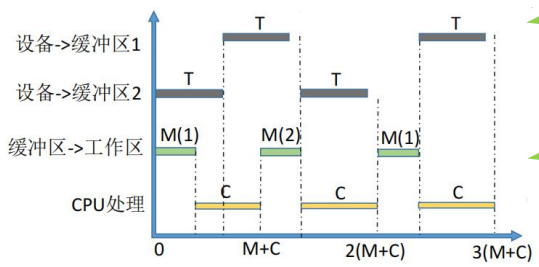 设备->缓冲区1
T
T
设备->缓冲区2
T
T
缓冲区->工作区
M(1)
M(2)
M(1)
CPU处理
C
C
C
0
M+C
2(M+C)
3(M+C)